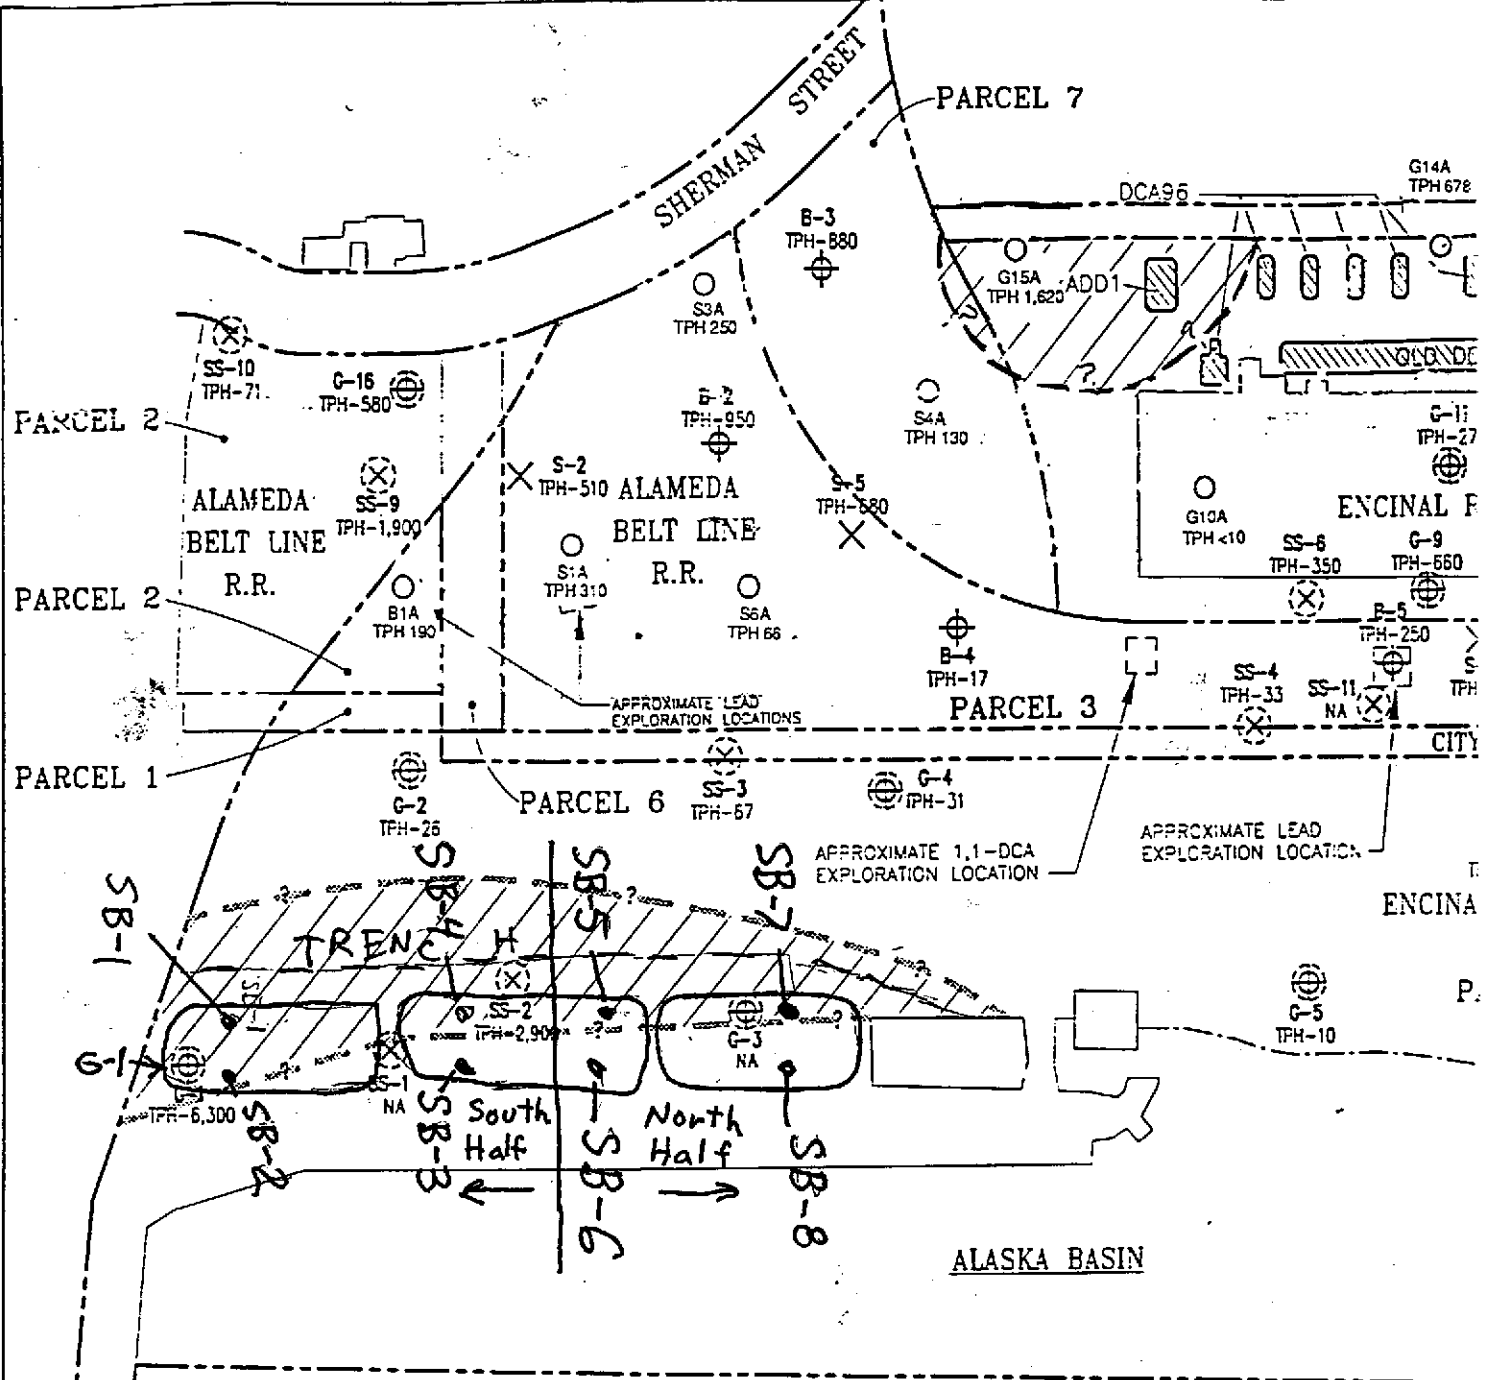 SHERMAN STREET
PARCEL 7
G14A
TPH 678
DCA96
B-3
TPH-880
G15A
TPH 1,620
ADD1
S3A
TPH 250
?
?
SS-10
TPH-71
G-16
TPH-580
PARCEL 2
B-2
TPH-950
S4A
TPH 130
G-11
TPH-27
S-2
TPH-510
SS-9
TPH-1,900
ALAMEDA
BELT LINE
R.R.
ALAMEDA
BELT LINE
R.R.
S-5
TPH-680
G10A
TPH <10
ENCINAL
SS-6
TPH-350
G-9
TPH-660
PARCEL 2
B1A
TPH 190
S1A
TPH 310
S6A
TPH 66
B-4
TPH-17
B-5
TPH-250
SS-4
TPH-33
SS-11
NA
TPH
APPROXIMATE LEAD
EXPLORATION LOCATIONS
PARCEL 3
CITY
PARCEL 1
G-2
TPH-26
PARCEL 6
SS-3
TPH-67
G-4
TPH-31
APPROXIMATE 1,1-DCA
EXPLORATION LOCATION
APPROXIMATE LEAD
EXPLORATION LOCATION
ENCINA
SB-1
SB-4
SB-5
SB-7
?
?
TRENCH
?
SS-2
TPH-2,900
?
G-3
NA
?
G-5
TPH-10
G-1
?
TPH-6,300
SS-1
NA
SB-2
SB-3
South
Half
SB-6
North
Half
SB-8
ALASKA BASIN